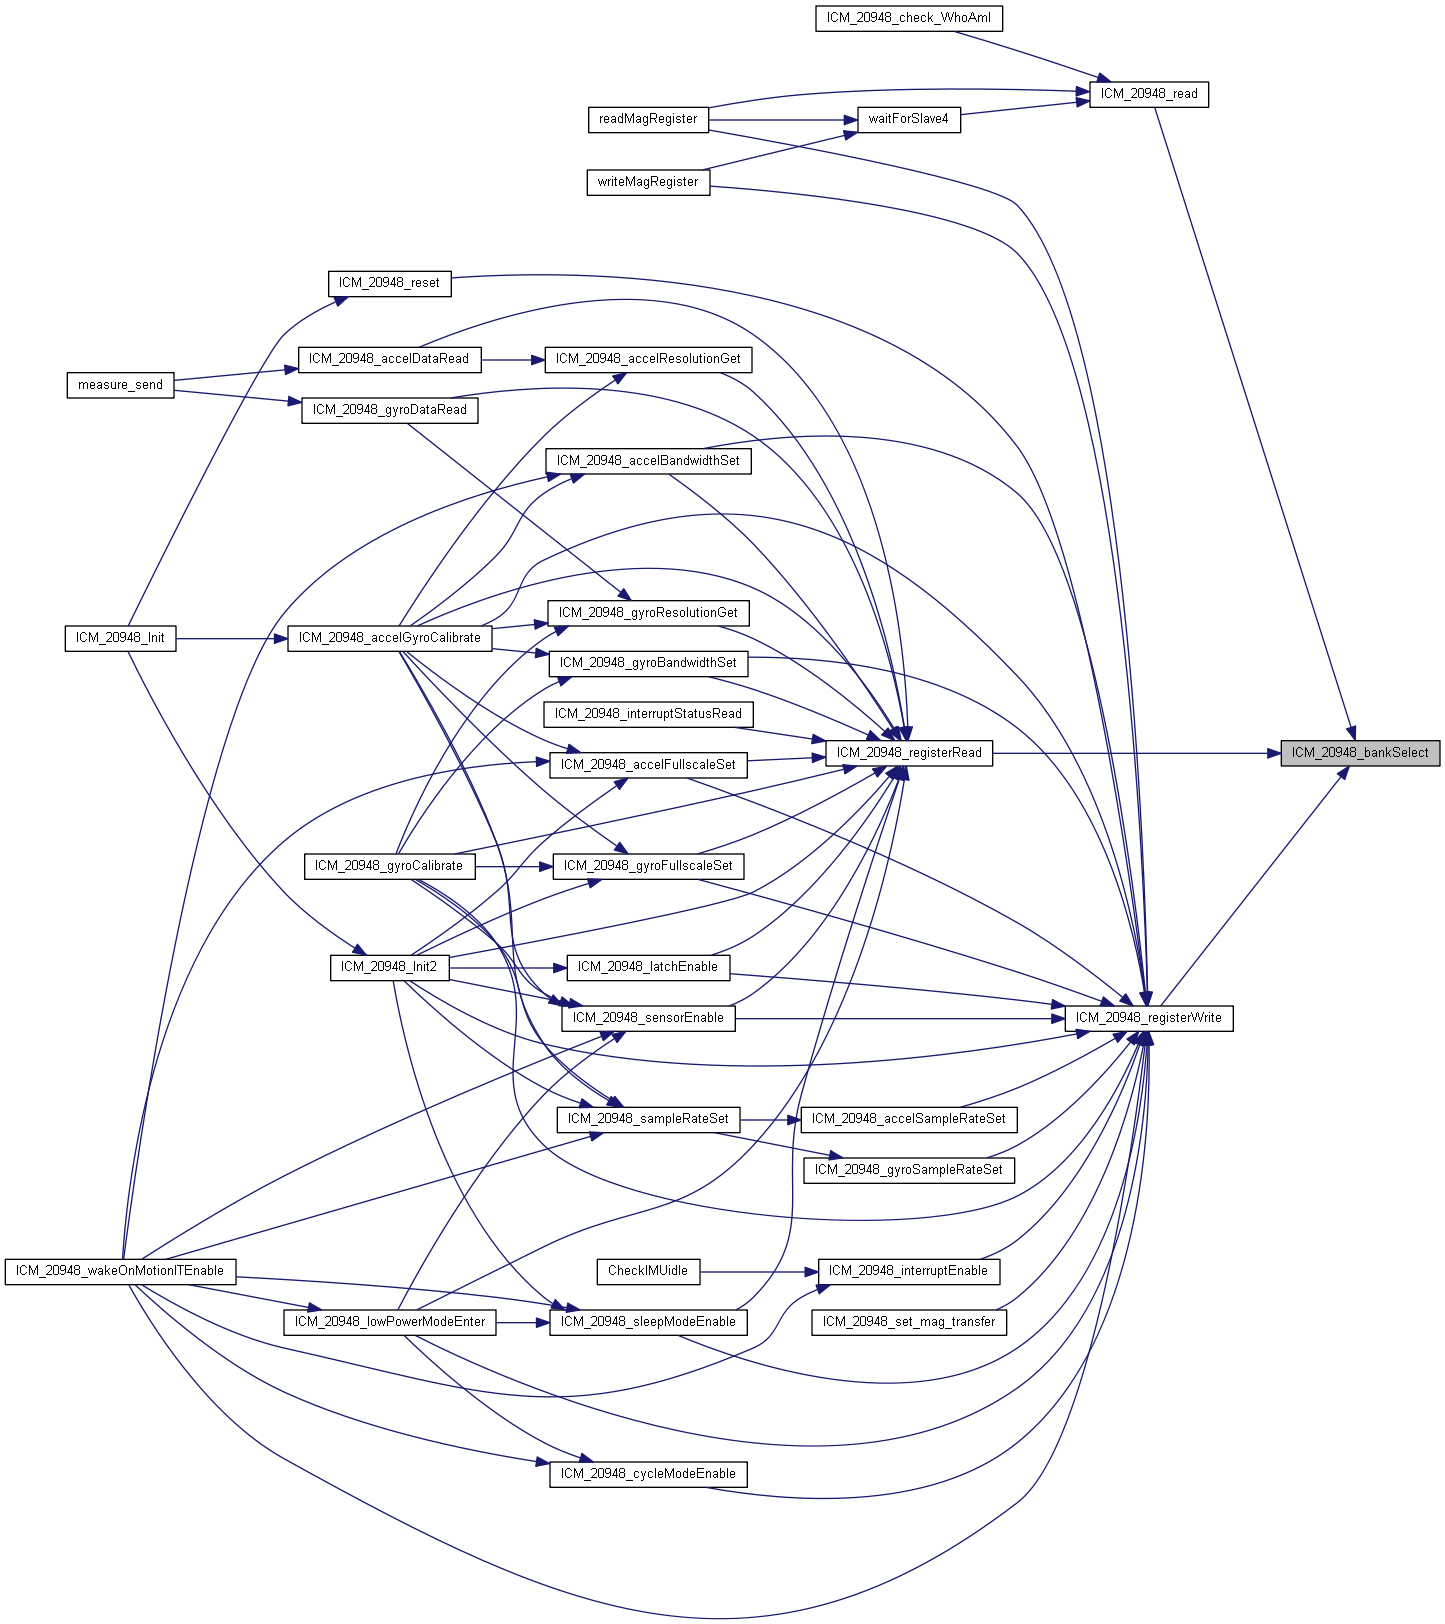 ICM_20948_check_WhoAmI
ICM_20948_read
readMagRegister
waitForSlave4
writeMagRegister
ICM_20948_reset
ICM_20948_accelDataRead
ICM_20948_accelResolutionGet
measure_send
ICM_20948_gyroDataRead
ICM_20948_accelBandwidthSet
ICM_20948_gyroResolutionGet
ICM_20948_Init
ICM_20948_accelGyroCalibrate
ICM_20948_gyroBandwidthSet
ICM_20948_interruptStatusRead
ICM_20948_registerRead
ICM_20948_bankSelect
ICM_20948_accelFullscaleSet
ICM_20948_gyroCalibrate
ICM_20948_gyroFullscaleSet
ICM_20948_Init2
ICM_20948_latchEnable
ICM_20948_sensorEnable
ICM_20948_registerWrite
ICM_20948_sampleRateSet
ICM_20948_accelSampleRateSet
ICM_20948_gyroSampleRateSet
ICM_20948_wakeOnMotionITEnable
CheckIMUidle
ICM_20948_interruptEnable
ICM_20948_lowPowerModeEnter
ICM_20948_sleepModeEnable
ICM_20948_set_mag_transfer
ICM_20948_cycleModeEnable